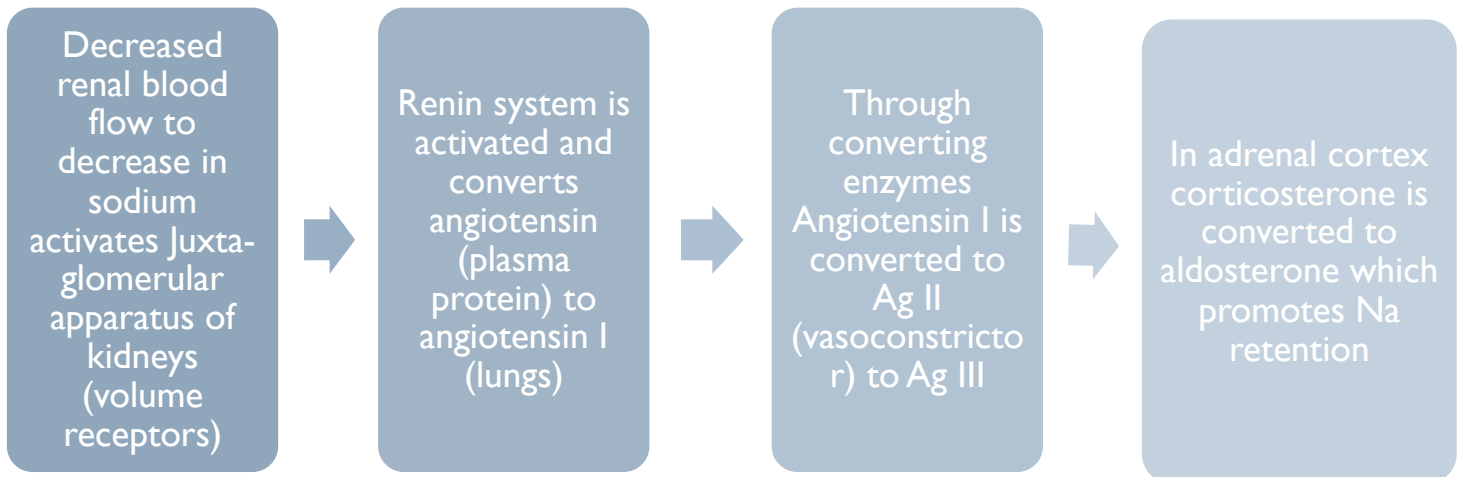 Decreased
renal blood
flow to
decrease in
sodium
activates Juxta-
glomerular
apparatus of
kidneys
(volume
receptors)
Renin system is
activated and
converts
angiotensin
(plasma
protein) to
angiotensin I
(lungs)
Through
converting
enzymes
Angiotensin I is
converted to
Ag II
(vasoconstricto
r) to Ag III
In adrenal cortex
corticosterone is
converted to
aldosterone which
promotes Na
retention